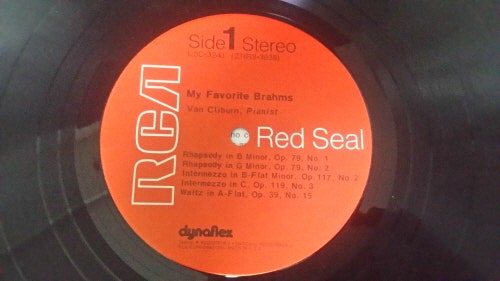 Side 1 Stereo
LSC-3240
My Favorite Brahms
Van Cliburn, Pianist
RCA
Red Seal
Rhapsody in B Minor, Op. 79, No. 1
Rhapsody in G Minor, Op. 79, No. 2
Intermezzo in B-Flat Minor, Op. 117, No. 2
Intermezzo in C, Op. 119, No. 3
Waltz in A-Flat, Op. 39, No. 15
dynaflex